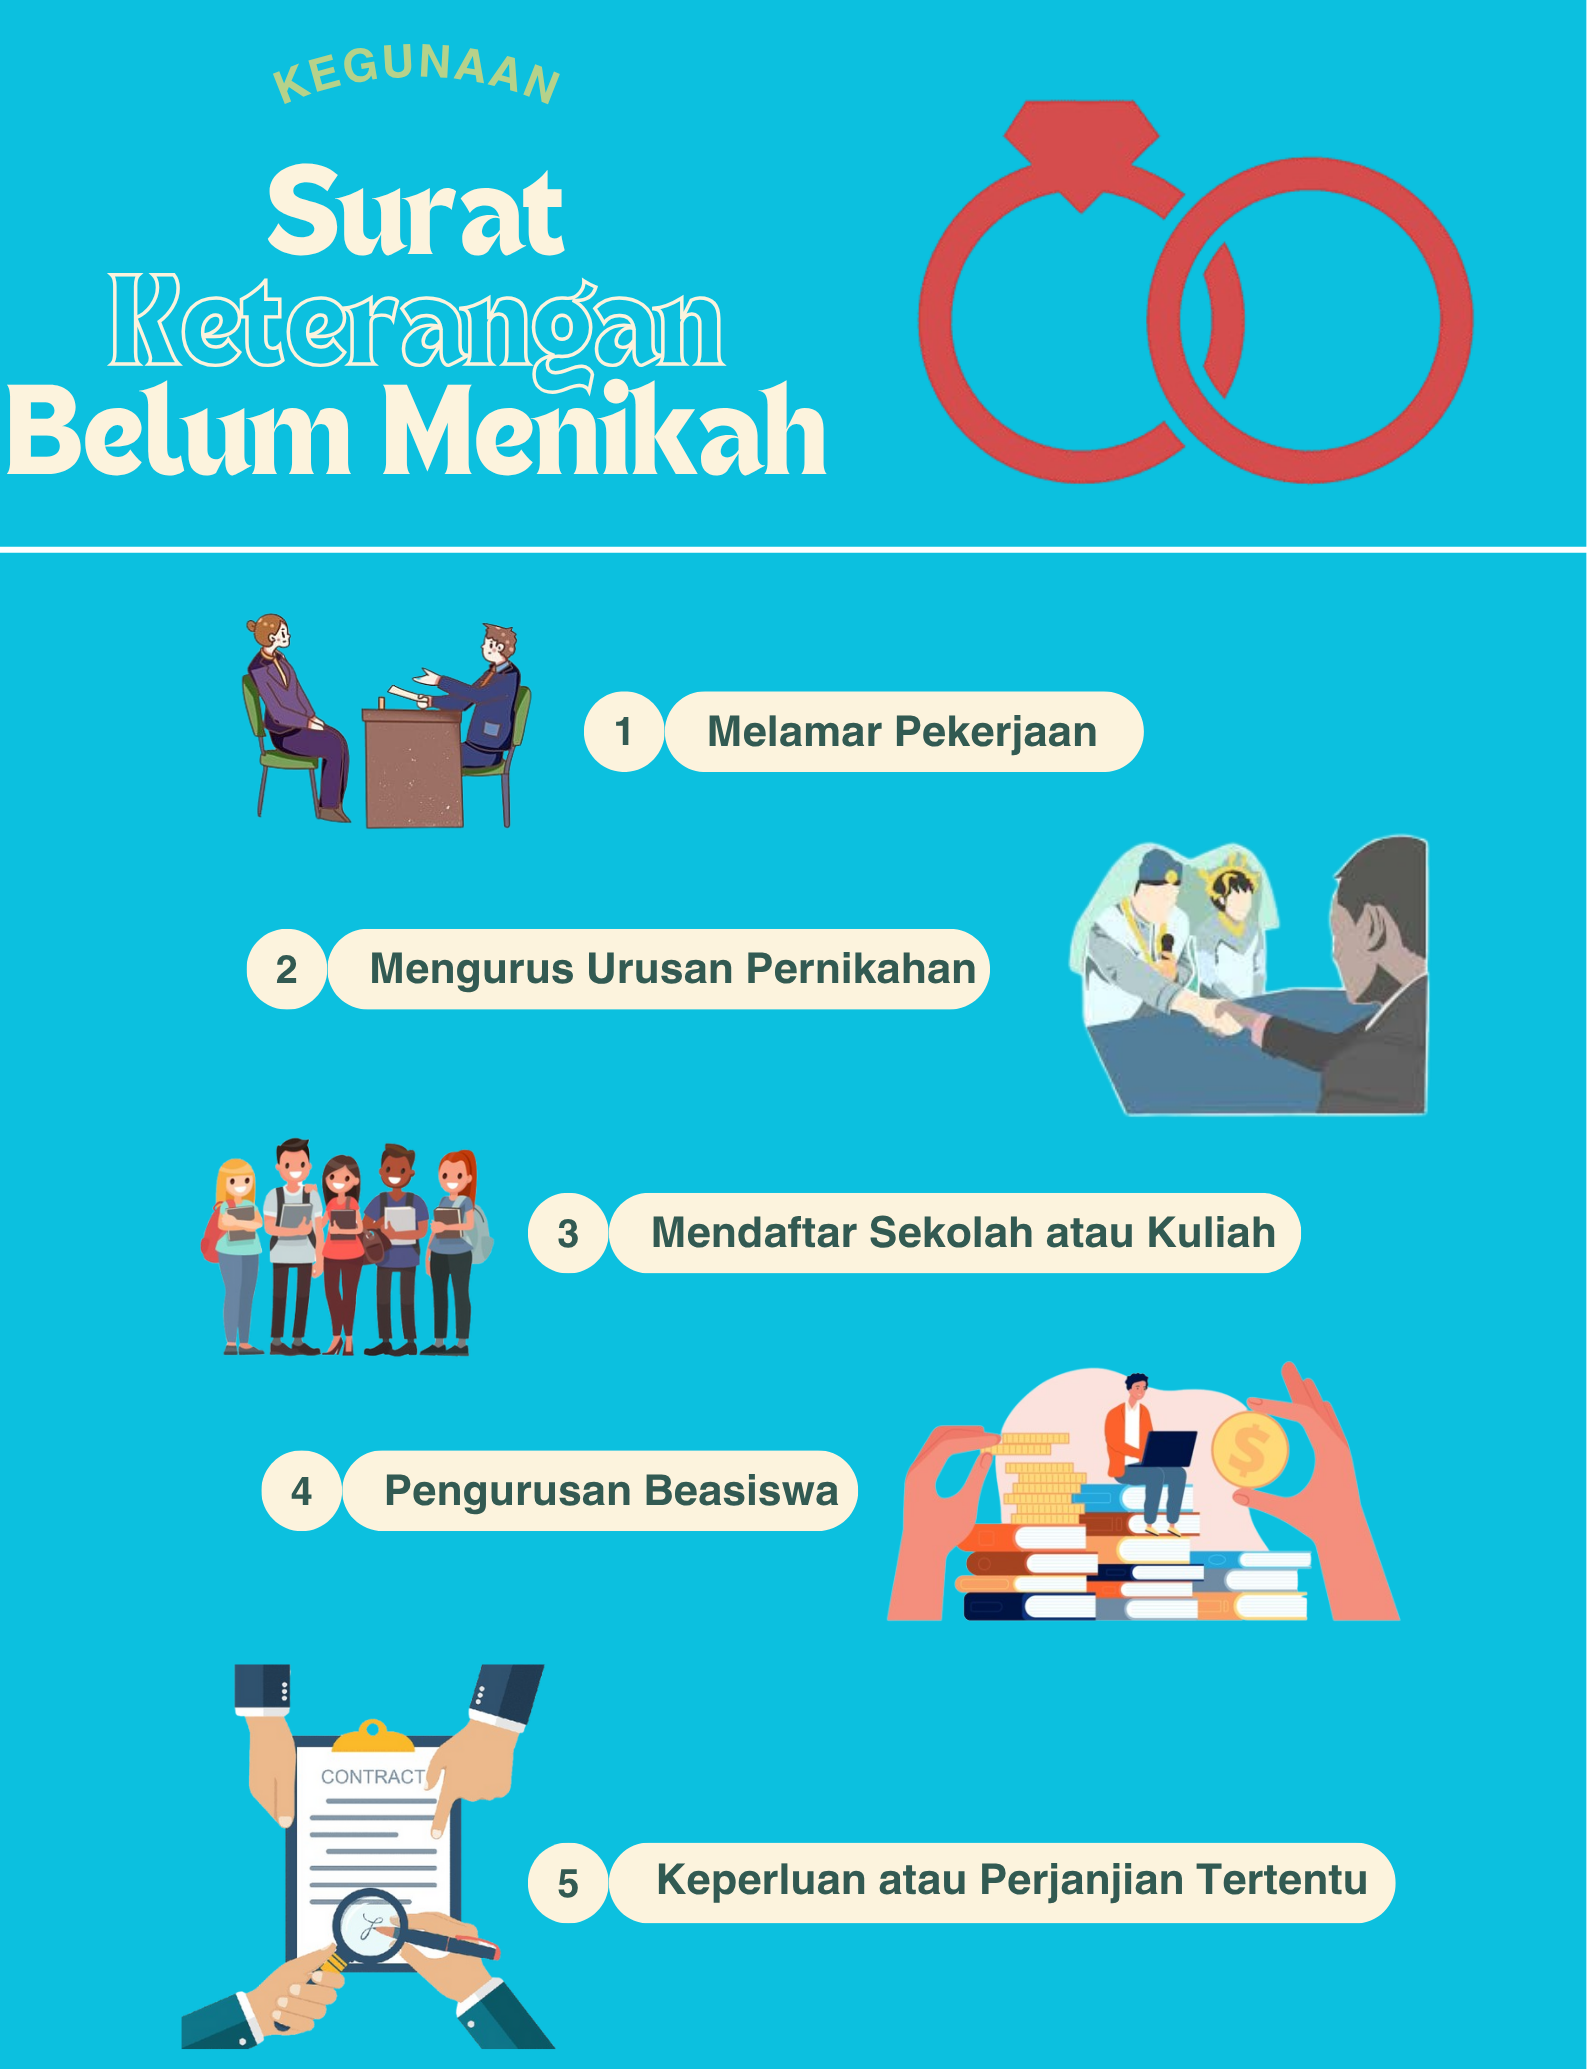 KEGUNAAN
Surat
Keterangan
Belum Menikah
1 Melamar Pekerjaan
2 Mengurus Urusan Pernikahan
3 Mendaftar Sekolah atau Kuliah
4 Pengurusan Beasiswa
CONTRACT
5 Keperluan atau Perjanjian Tertentu